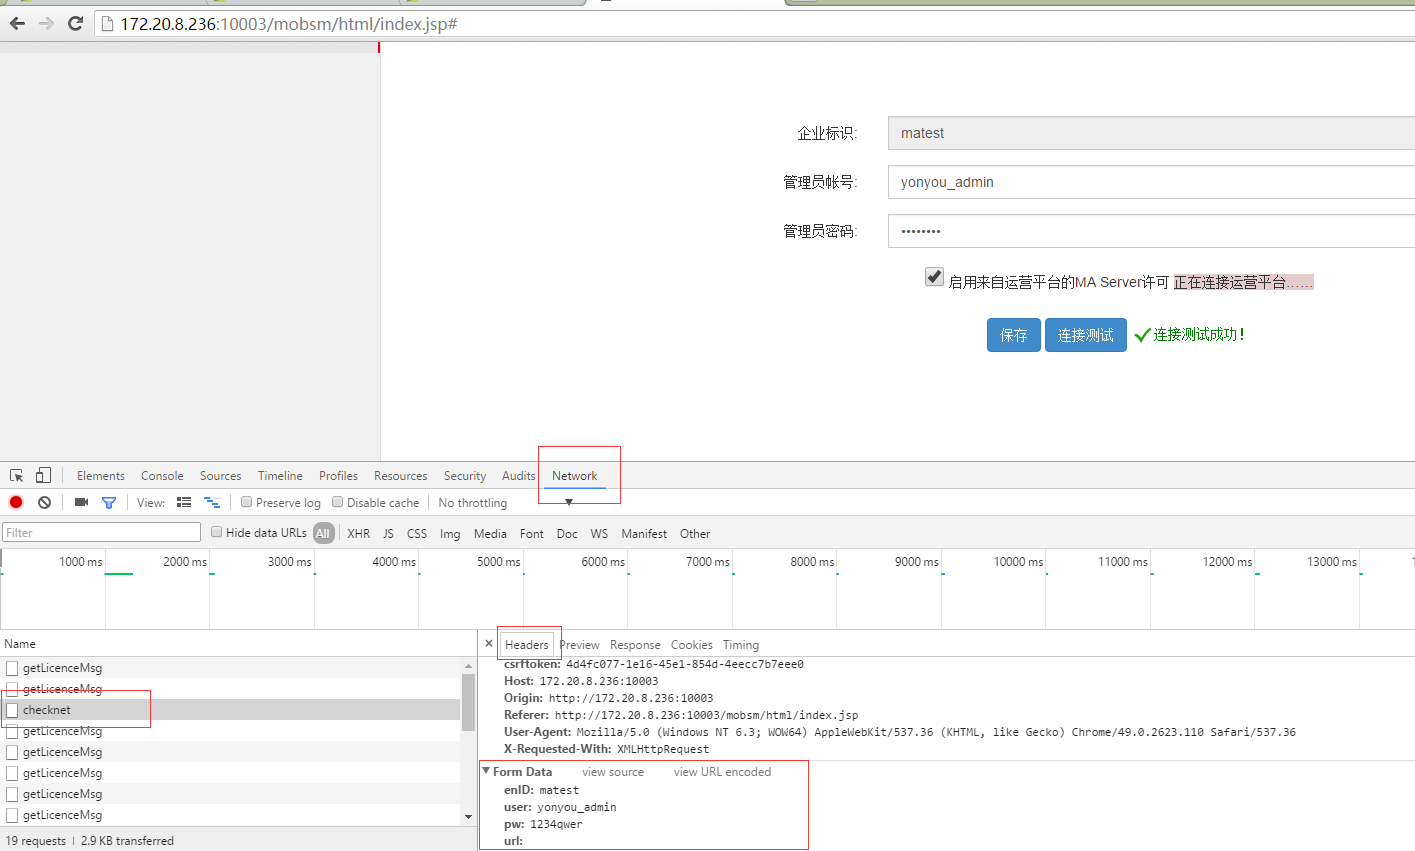 172.20.8.236:10003/mobsm/html/index.jsp#
企业标识: matest
管理员帐号: yonyou_admin
管理员密码: ••••••••
启用来自运营平台的MA Server许可 正在连接运营平台……
保存 连接测试 连接测试成功!
Elements Console Sources Timeline Profiles Resources Security Audits Network
View: Preserve log Disable cache No throttling
Filter Hide data URLs All XHR JS CSS Img Media Font Doc WS Manifest Other
1000 ms 2000 ms 3000 ms 4000 ms 5000 ms 6000 ms 7000 ms 8000 ms 9000 ms 10000 ms 11000 ms 12000 ms 13000 ms
Name
getLicenceMsg
getLicenceMsg
checknet
getLicenceMsg
getLicenceMsg
getLicenceMsg
getLicenceMsg
getLicenceMsg
19 requests | 2.9 KB transferred
× Headers Preview Response Cookies Timing
csrftoken: 4d4fc077-1e16-45e1-854d-4eecc7b7eee0
Host: 172.20.8.236:10003
Origin: http://172.20.8.236:10003
Referer: http://172.20.8.236:10003/mobsm/html/index.jsp
User-Agent: Mozilla/5.0 (Windows NT 6.3; WOW64) AppleWebKit/537.36 (KHTML, like Gecko) Chrome/49.0.2623.110 Safari/537.36
X-Requested-With: XMLHttpRequest
Form Data view source view URL encoded
enID: matest
user: yonyou_admin
pw: 1234qwer
url: